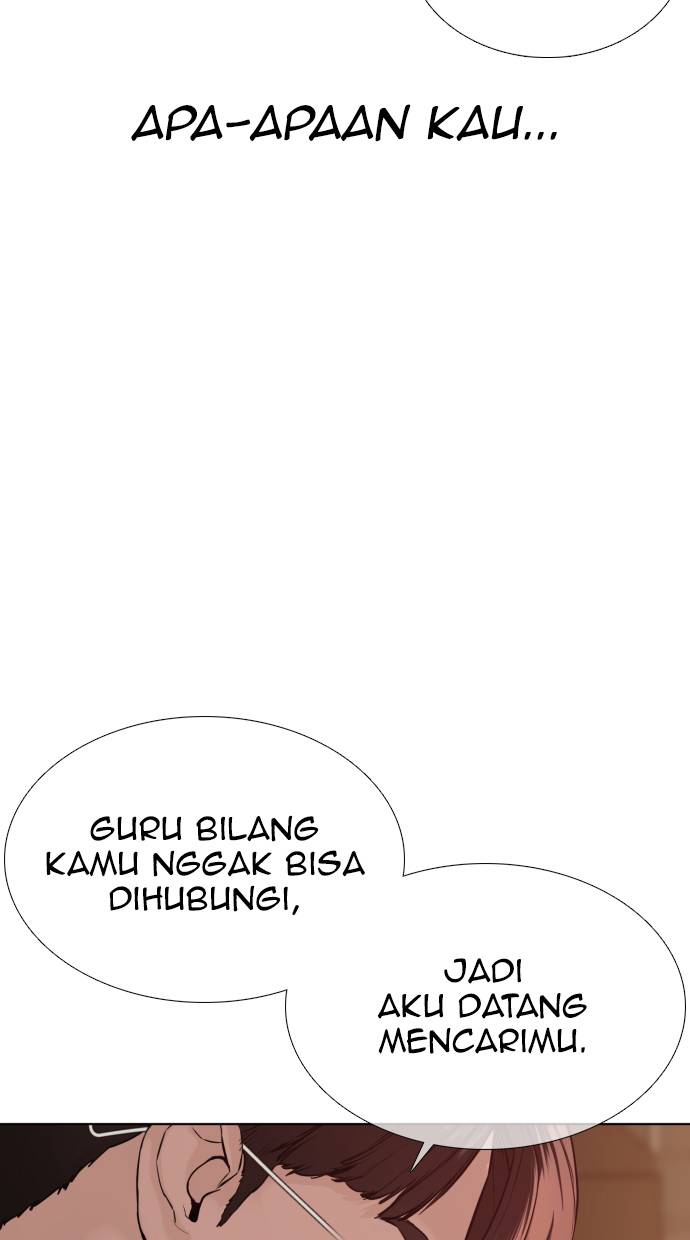 APA-APAAN KAU...
GURU BILANG
KAMU NGGAK BISA
DIHUBUNGI,
JADI
AKU DATANG
MENCARIMU.